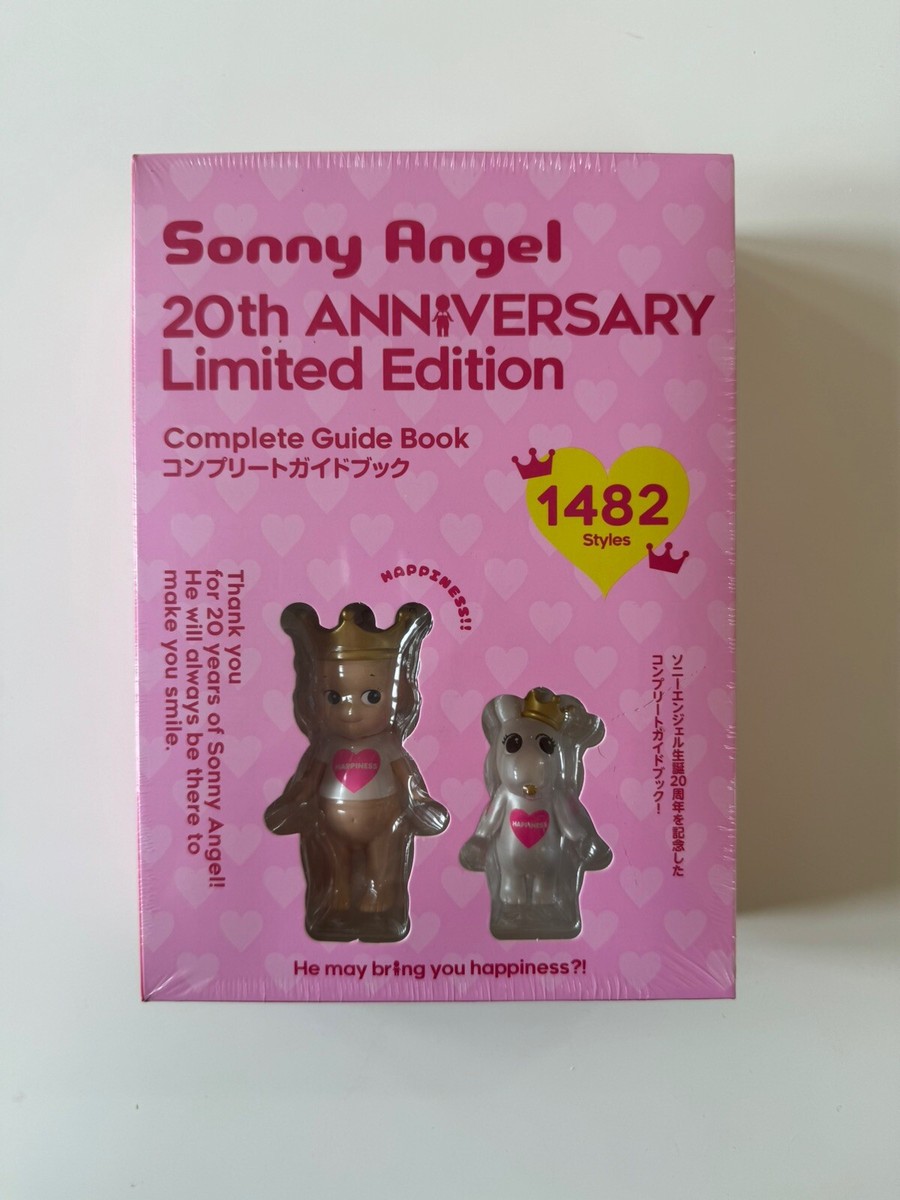 Sonny Angel
20th ANNIVERSARY
Limited Edition
Complete Guide Book
コンプリートガイドブック
1482
Styles
HAPPINESS!!
Thank you
for 20 years of Sonny Angel!
He will always be there to
make you smile.
ソニーエンジェル生誕20周年を記念した
コンプリートガイドブック！
HAPPINESS
HAPPINESS
He may bring you happiness?!